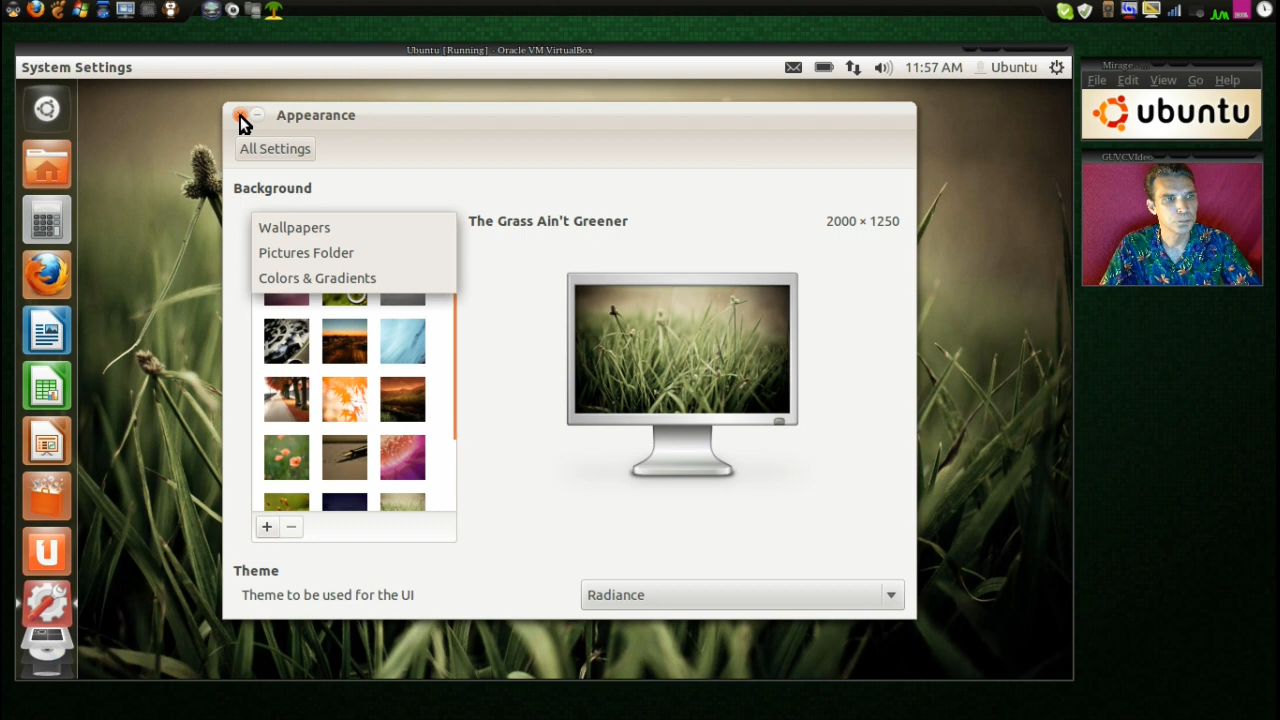 Ubuntu [Running] - Oracle VM VirtualBox
System Settings
11:57 AM
Ubuntu
Appearance
All Settings
Background
Wallpapers
Pictures Folder
Colors & Gradients
The Grass Ain't Greener
2000 × 1250
Theme
Theme to be used for the UI
Radiance
Mirage
File Edit View Go Help
ubuntu
GUVCVideo